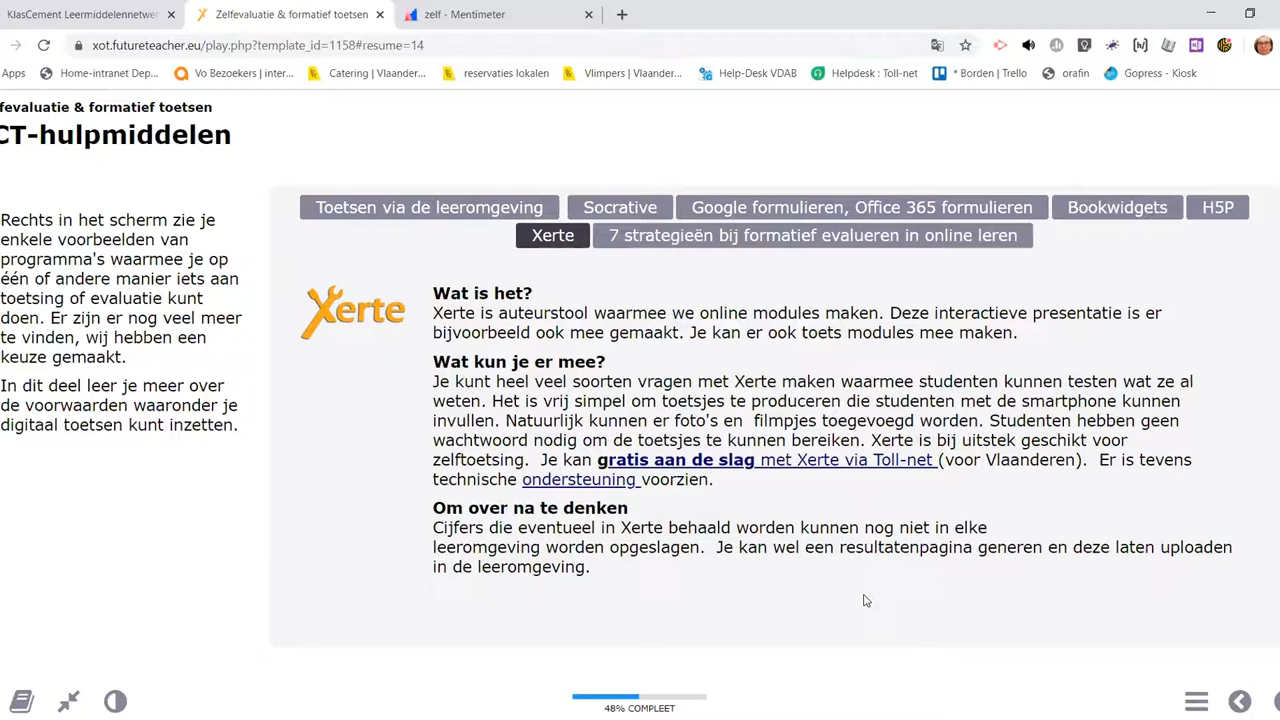 KlasCement Leermiddelennetwer
Zelfevaluatie & formatief toetsen
zelf - Mentimeter
xot.futureteacher.eu/play.php?template_id=1158#resume=14
Apps
Home-intranet Dep...
Vo Bezoekers | inter...
Catering | Vlaander...
reservaties lokalen
Vlimpers | Vlaander...
Help-Desk VDAB
Helpdesk : Toll-net
* Borden | Trello
orafin
Gopress - Kiosk
fevaluatie & formatief toetsen
CT-hulpmiddelen
Rechts in het scherm zie je
enkele voorbeelden van
programma's waarmee je op
één of andere manier iets aan
toetsing of evaluatie kunt
doen. Er zijn er nog veel meer
te vinden, wij hebben een
keuze gemaakt.
In dit deel leer je meer over
de voorwaarden waaronder je
digitaal toetsen kunt inzetten.
Toetsen via de leeromgeving
Socrative
Google formulieren, Office 365 formulieren
Bookwidgets
H5P
Xerte
7 strategieën bij formatief evalueren in online leren
Xerte
Wat is het?
Xerte is auteurstool waarmee we online modules maken. Deze interactieve presentatie is er
bijvoorbeeld ook mee gemaakt. Je kan er ook toets modules mee maken.
Wat kun je er mee?
Je kunt heel veel soorten vragen met Xerte maken waarmee studenten kunnen testen wat ze al
weten. Het is vrij simpel om toetsjes te produceren die studenten met de smartphone kunnen
invullen. Natuurlijk kunnen er foto's en filmpjes toegevoegd worden. Studenten hebben geen
wachtwoord nodig om de toetsjes te kunnen bereiken. Xerte is bij uitstek geschikt voor
zelftoetsing. Je kan gratis aan de slag met Xerte via Toll-net (voor Vlaanderen). Er is tevens
technische ondersteuning voorzien.
Om over na te denken
Cijfers die eventueel in Xerte behaald worden kunnen nog niet in elke
leeromgeving worden opgeslagen. Je kan wel een resultatenpagina generen en deze laten uploaden
in de leeromgeving.
48% COMPLEET